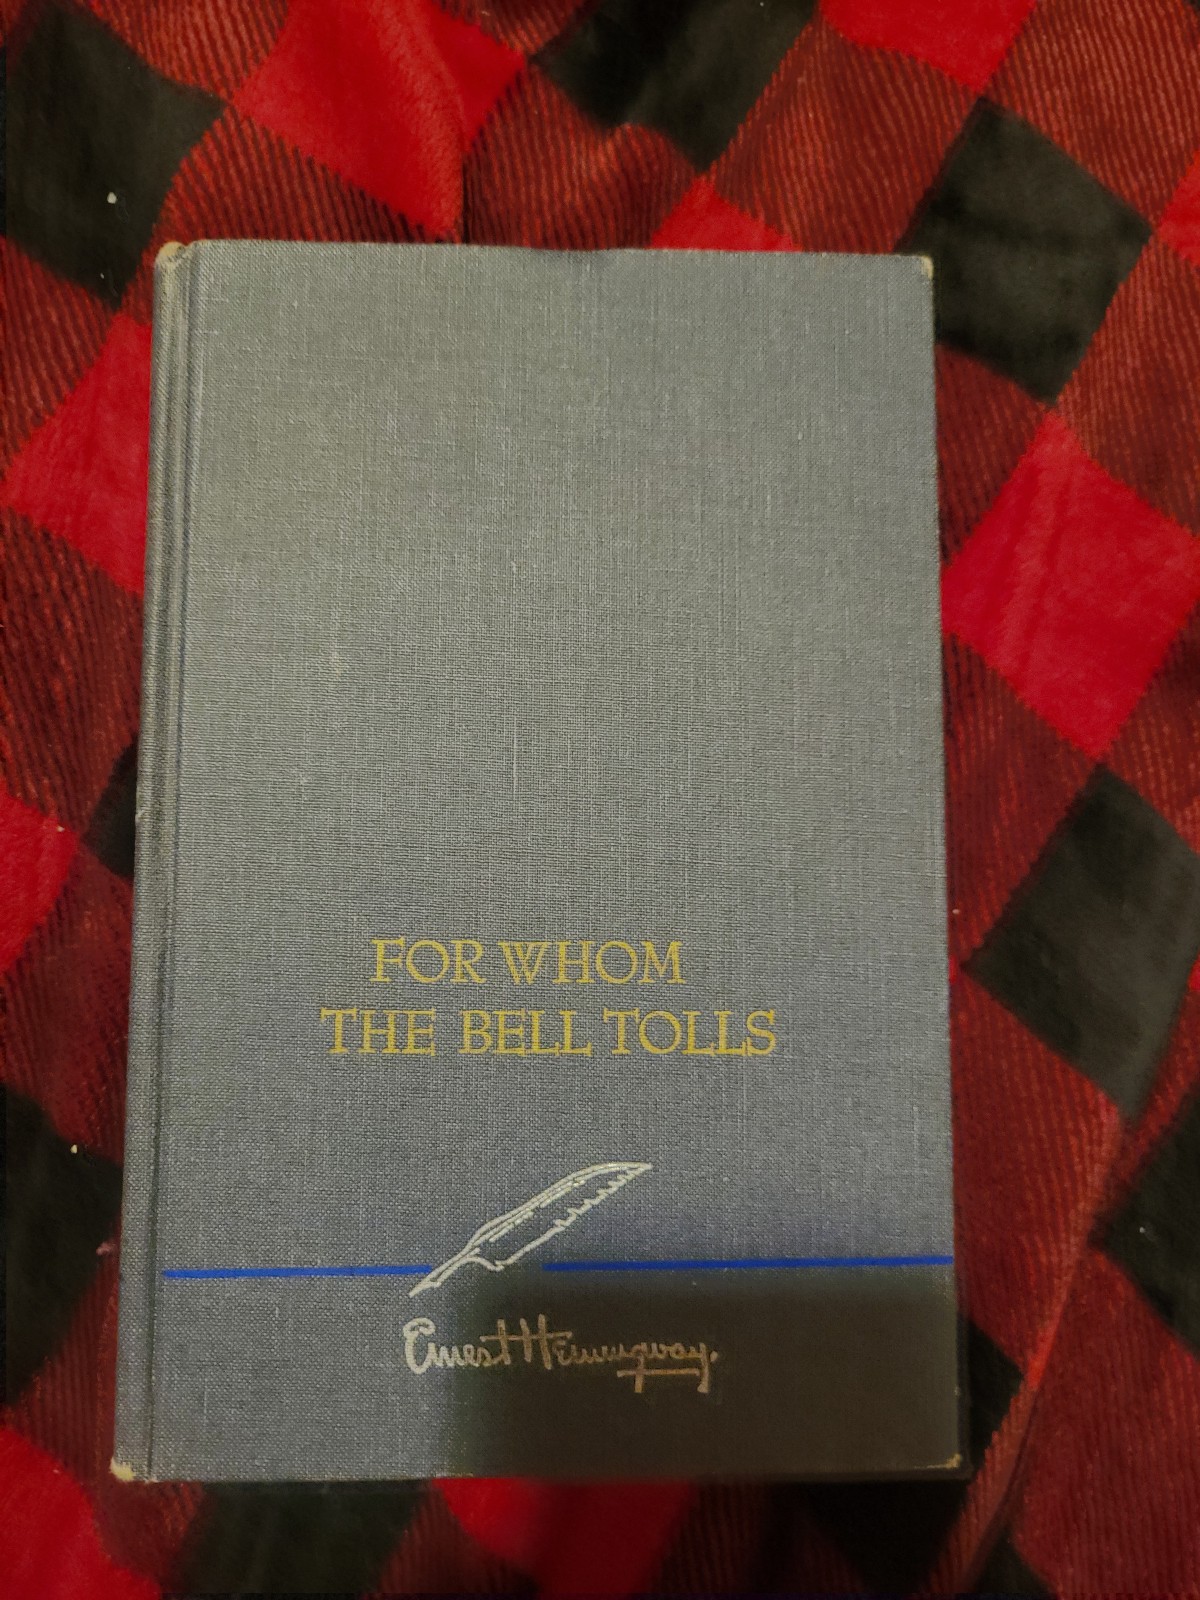 FOR WHOM
THE BELL TOLLS
Ernest Hemingway.